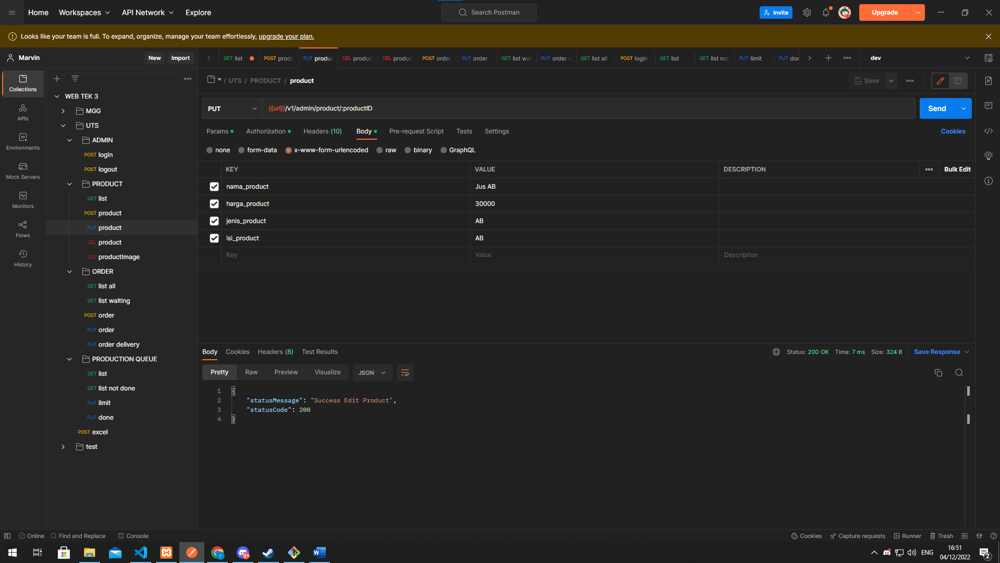 Home Workspaces API Network Explore Search Postman Invite Upgrade
Looks like your team is full. To expand, organize, manage your team effortlessly, upgrade your plan.
Marvin New Import
GET list POST produ PUT produc DEL produc DEL produc POST order PUT order GET list wai PUT order d GET list all POST login GET list GET list not PUT limit PUT don dev
Collections
APIs
Environments
Mock Servers
Monitors
Flows
History
WEB TEK 3
MGG
UTS
ADMIN
POST login
POST logout
PRODUCT
GET list
POST product
PUT product
DEL product
DEL productImage
ORDER
GET list all
GET list waiting
POST order
PUT order
PUT order delivery
PRODUCTION QUEUE
GET list
GET list not done
PUT limit
PUT done
POST excel
test
/ UTS / PRODUCT / product Save
PUT {{url}}/v1/admin/product/:productID Send
Params Authorization Headers (10) Body Pre-request Script Tests Settings Cookies
none form-data x-www-form-urlencoded raw binary GraphQL
KEY VALUE DESCRIPTION Bulk Edit
nama_product Jus AB
harga_product 30000
jenis_product AB
isi_product AB
Key Value Description
Body Cookies Headers (8) Test Results Status: 200 OK Time: 7 ms Size: 324 B Save Response
Pretty Raw Preview Visualize JSON
1 {
2 "statusMessage": "Success Edit Product",
3 "statusCode": 200
4 }
Online Find and Replace Console Cookies Capture requests Runner Trash
9+ ENG 16:51
04/12/2022 2